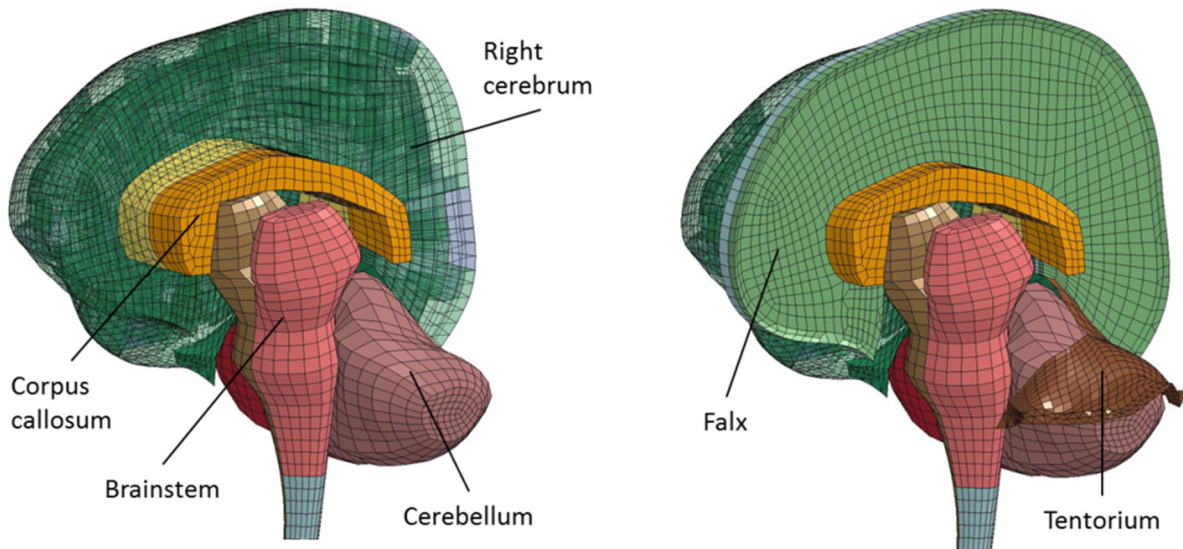 Right
cerebrum
Corpus
callosum
Brainstem
Cerebellum
Falx
Tentorium